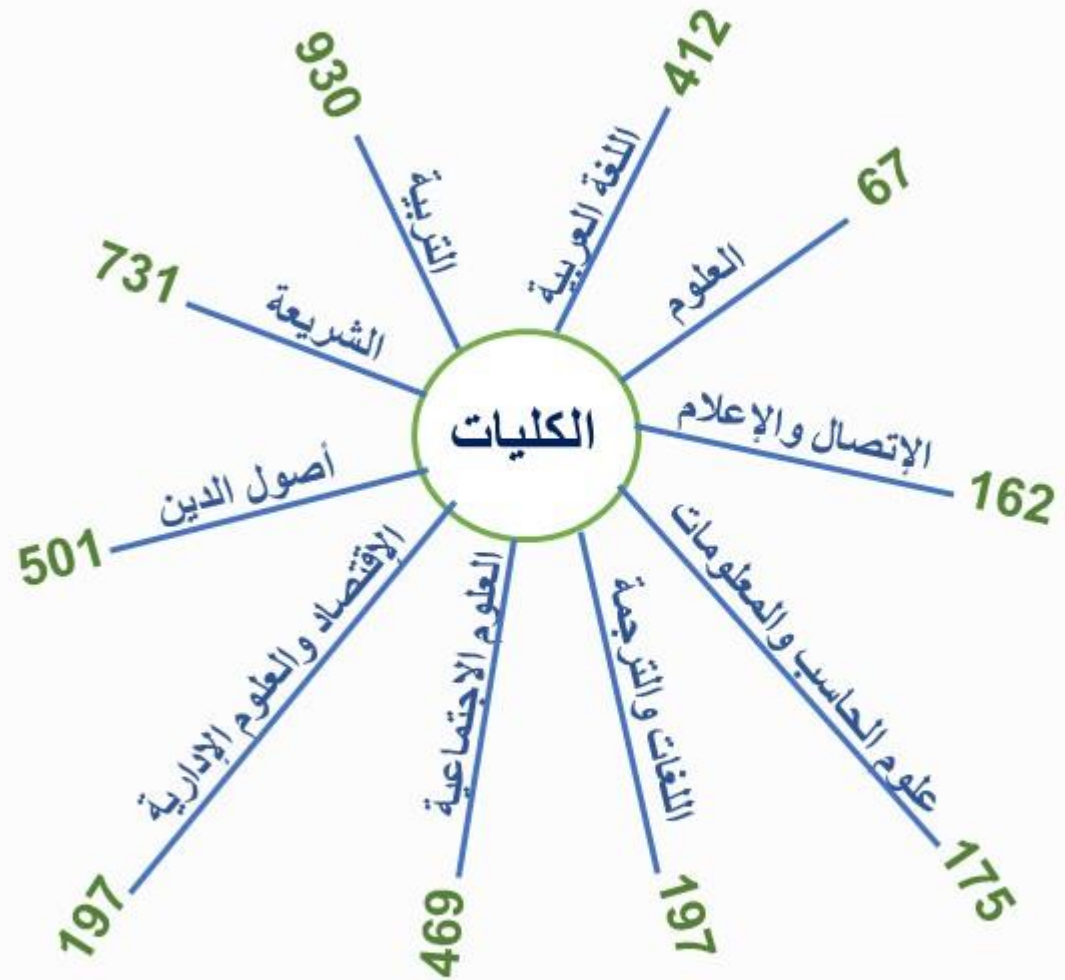 الكليات
412
اللغة العربية
67
العلوم
الإتصال والإعلام
162
علوم الحاسب والمعلومات
175
اللغات والترجمة
197
العلوم الاجتماعية
469
الإقتصاد والعلوم الإدارية
197
أصول الدين
501
الشريعة
731
التربية
930